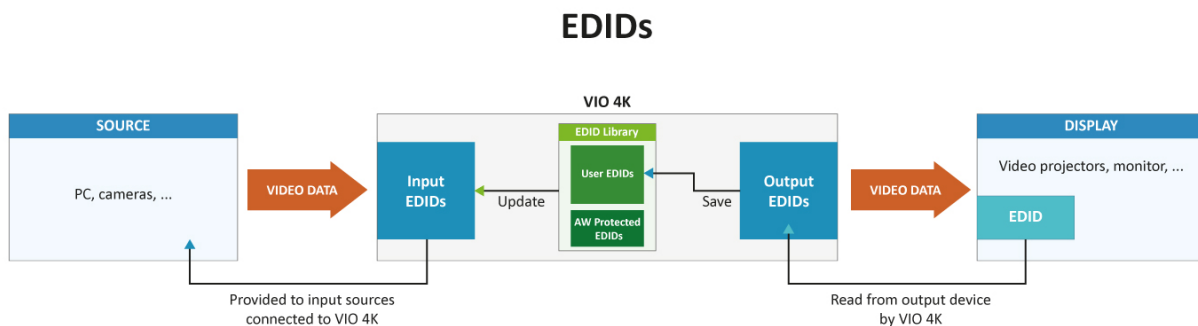 EDIDs
VIO 4K
SOURCE
EDID Library
DISPLAY
PC, cameras, ...
VIDEO DATA
Input
EDIDs
Update
User EDIDs
AW Protected
EDIDs
Save
Output
EDIDs
VIDEO DATA
Video projectors, monitor, ...
EDID
Provided to input sources
connected to VIO 4K
Read from output device
by VIO 4K